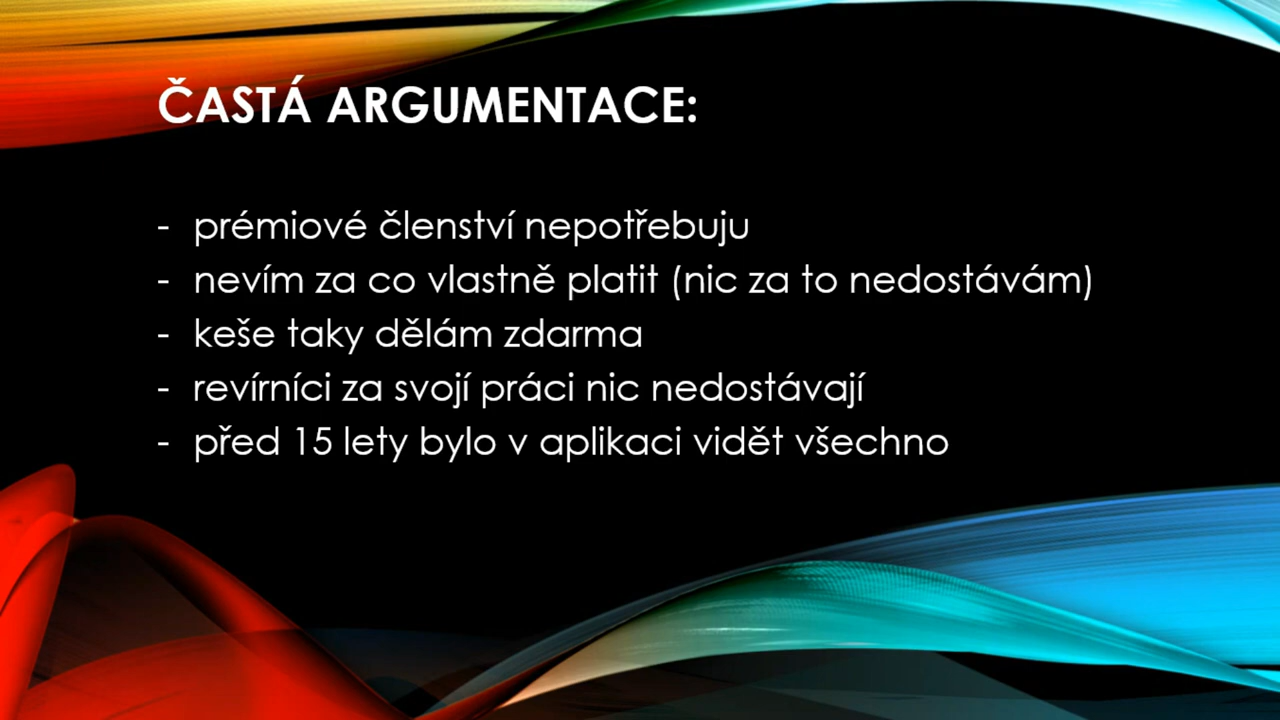 ČASTÁ ARGUMENTACE:
- prémiové členství nepotřebuju
- nevím za co vlastně platit (nic za to nedostávám)
- keše taky dělám zdarma
- revírníci za svojí práci nic nedostávají
- před 15 lety bylo v aplikaci vidět všechno